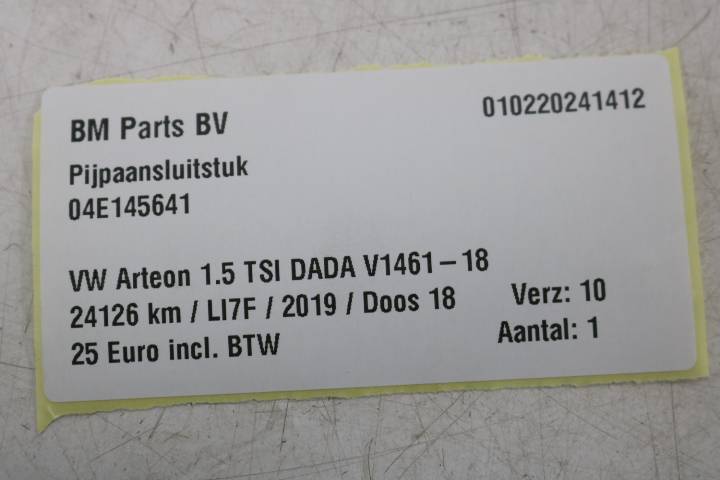 BM Parts BV 010220241412
Pijpaansluitstuk
04E145641
VW Arteon 1.5 TSI DADA V1461-18
24126 km / LI7F / 2019 / Doos 18 Verz: 10
25 Euro incl. BTW Aantal: 1